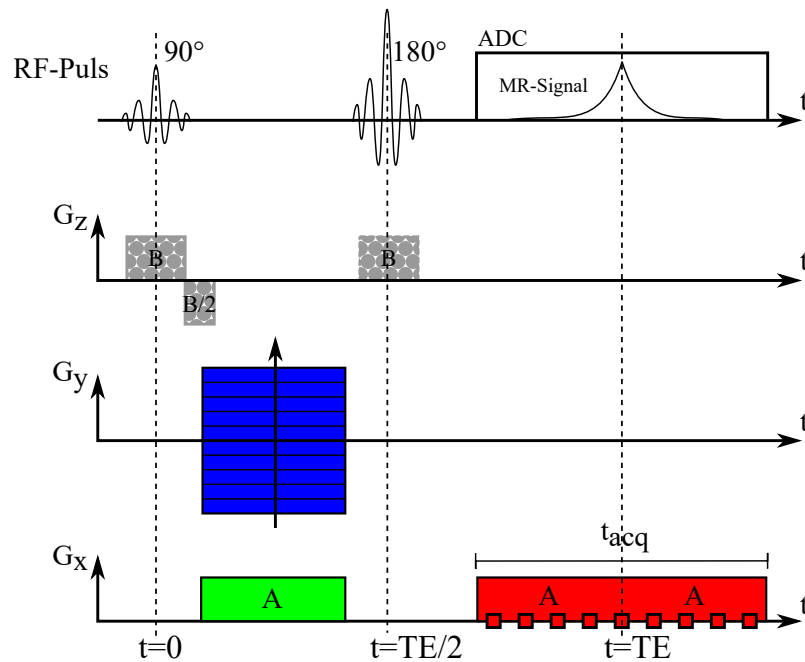 ADC
90°
180°
RF-Puls
MR-Signal
t
Gz
t
B
B
B/2
Gy
t
tacq
Gx
A
A
A
t
t=0
t=TE/2
t=TE